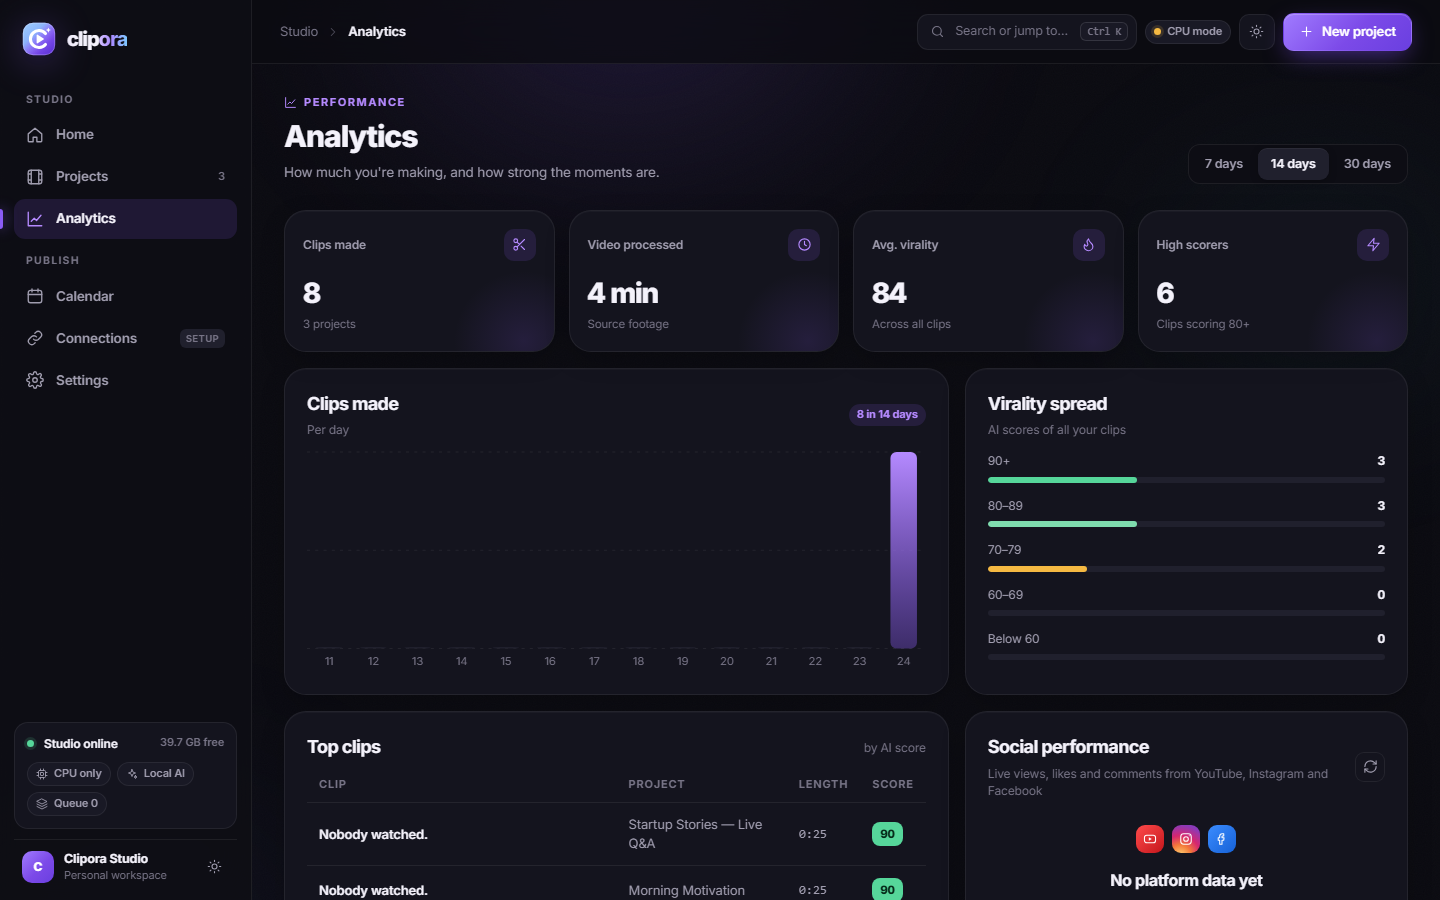 clipora
STUDIO
Home
Projects 3
Analytics
PUBLISH
Calendar
Connections SETUP
Settings
Studio online 39.7 GB free
CPU only Local AI
Queue 0
C Clipora Studio
Personal workspace
Studio > Analytics
Search or jump to... Ctrl K
CPU mode
+ New project
PERFORMANCE
Analytics
How much you're making, and how strong the moments are.
7 days 14 days 30 days
Clips made
8
3 projects
Video processed
4 min
Source footage
Avg. virality
84
Across all clips
High scorers
6
Clips scoring 80+
Clips made
Per day
8 in 14 days
11 12 13 14 15 16 17 18 19 20 21 22 23 24
Virality spread
AI scores of all your clips
90+ 3
80–89 3
70–79 2
60–69 0
Below 60 0
Top clips
by AI score
CLIP PROJECT LENGTH SCORE
Nobody watched. Startup Stories — Live Q&A 0:25 90
Nobody watched. Morning Motivation 0:25 90
Social performance
Live views, likes and comments from YouTube, Instagram and
Facebook
No platform data yet